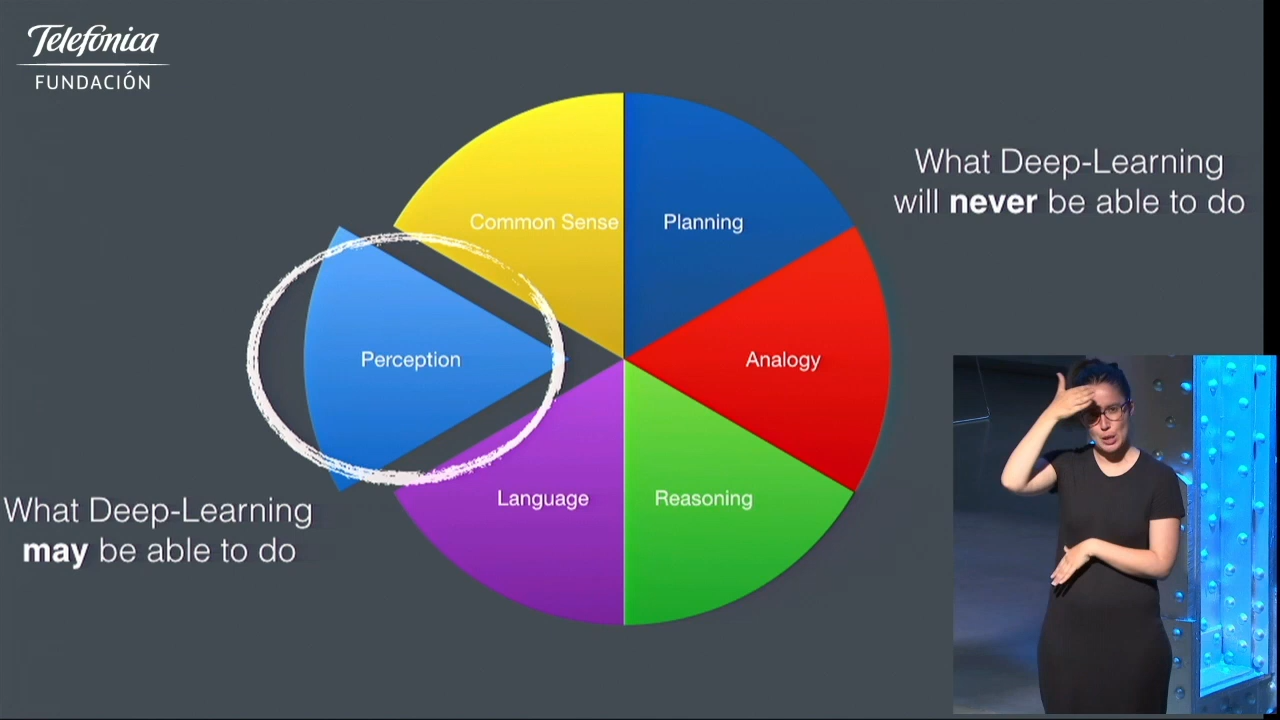 Telefónica
FUNDACIÓN
What Deep-Learning
will never be able to do
Common Sense
Planning
Perception
Analogy
Language
Reasoning
What Deep-Learning
may be able to do